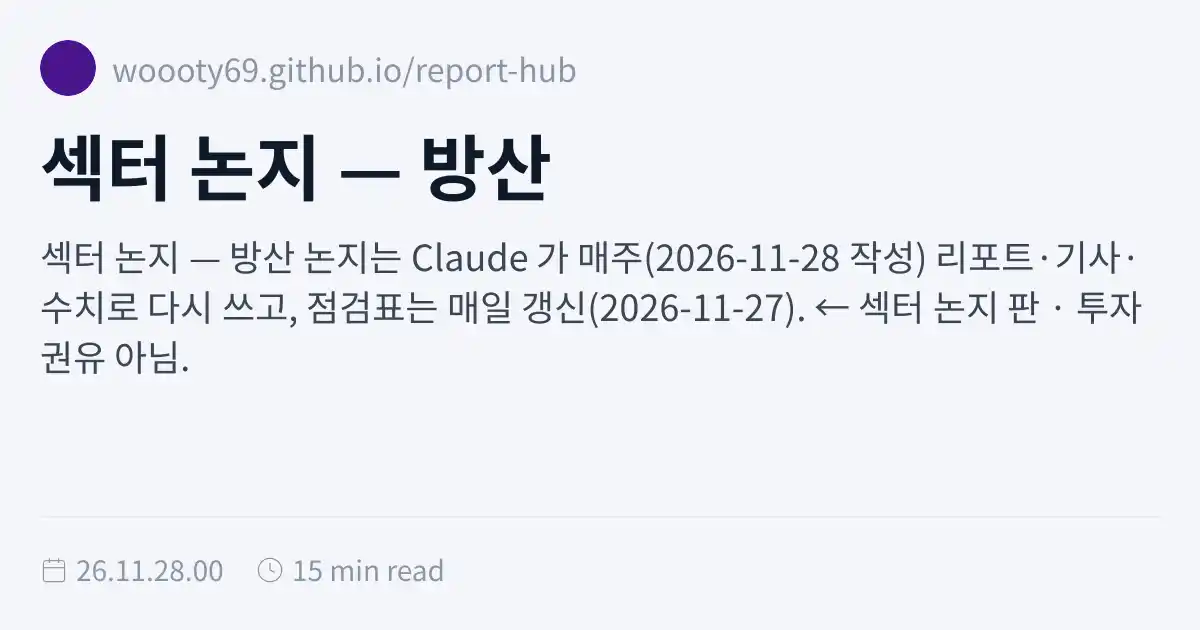 woooty69.github.io/report-hub
섹터 논지 — 방산
섹터 논지 — 방산 논지는 Claude 가 매주(2026-11-28 작성) 리포트·기사·
수치로 다시 쓰고, 점검표는 매일 갱신(2026-11-27). ← 섹터 논지 판 · 투자
권유 아님.
26.11.28.00
15 min read